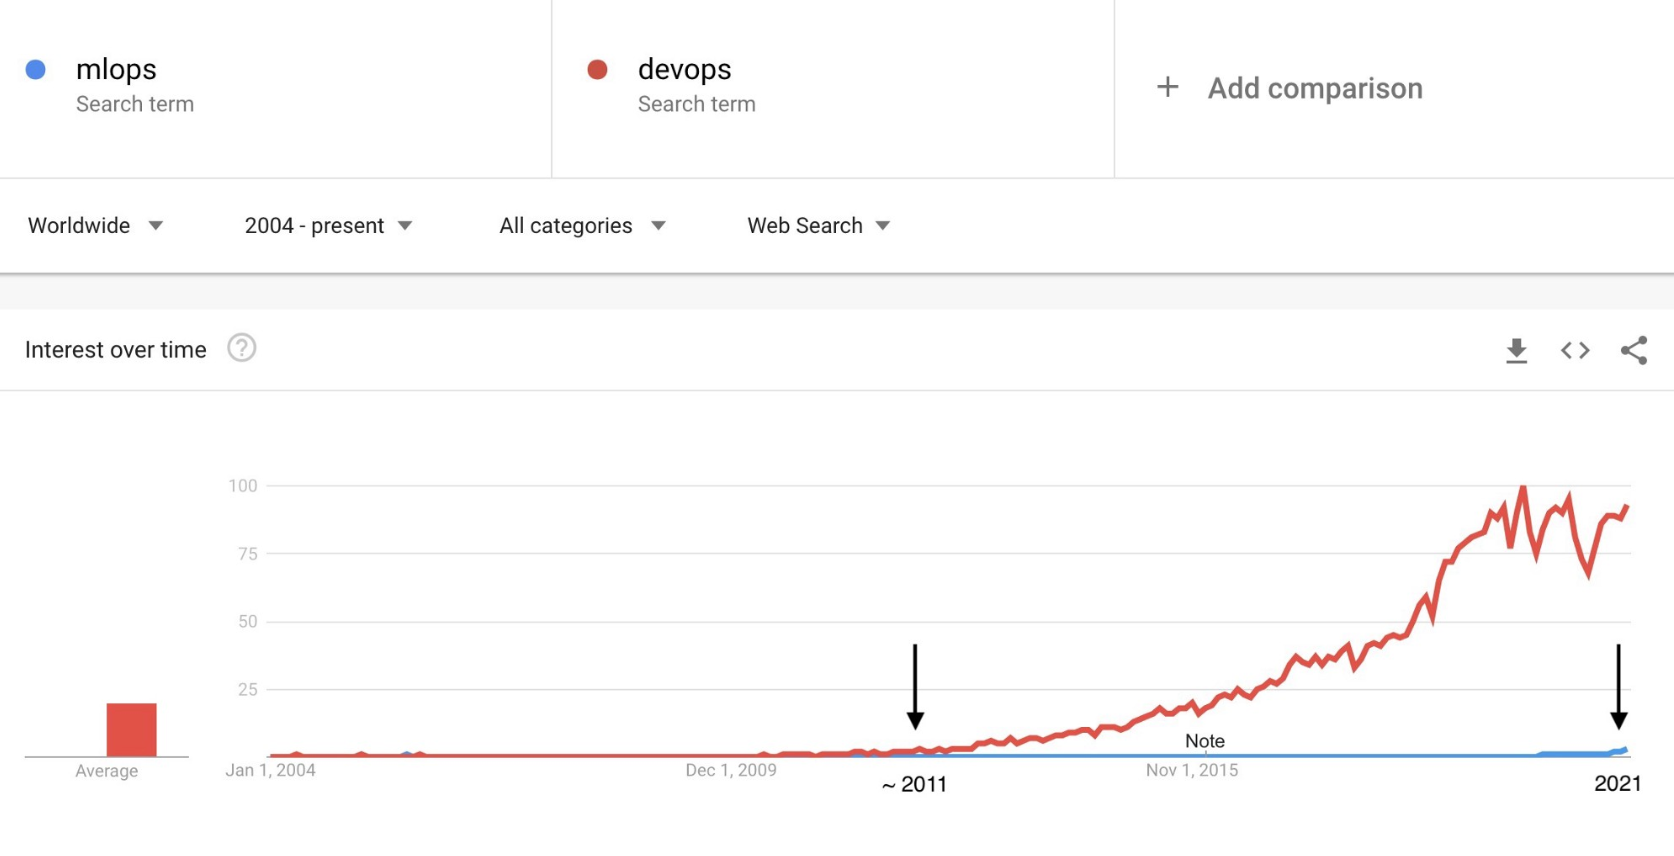 mlops
Search term
devops
Search term
+ Add comparison
Worldwide
2004 - present
All categories
Web Search
Interest over time ?
100
75
50
25
Note
Average
Jan 1, 2004
Dec 1, 2009
Nov 1, 2015
~ 2011
2021